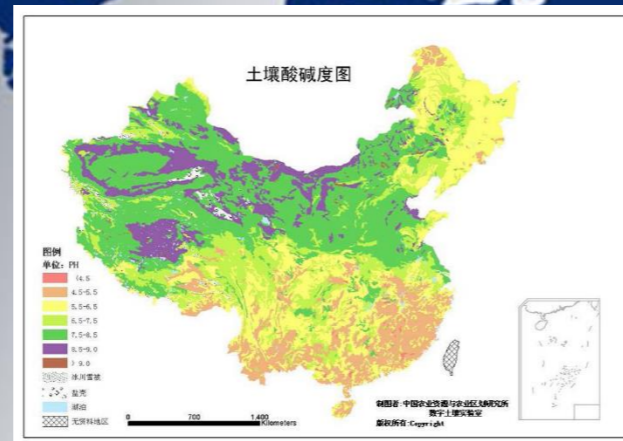 土壤酸碱度图
图例
单位：PH
<4.5
4.5-5.5
5.5-6.5
6.5-7.5
7.5-8.5
8.5-9.0
> 9.0
冰川雪被
盐壳
湖泊
无资料地区
0 700 1,400
Kilometers
制图者：中国农业资源与农业区划研究所
数字土壤实验室
版权所有：Copyright